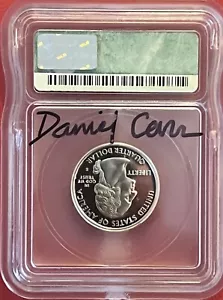 Daniel Carr
UNITED STATES OF AMERICA
LIBERTY
IN
GOD WE
TRUST
S
QUARTER DOLLAR